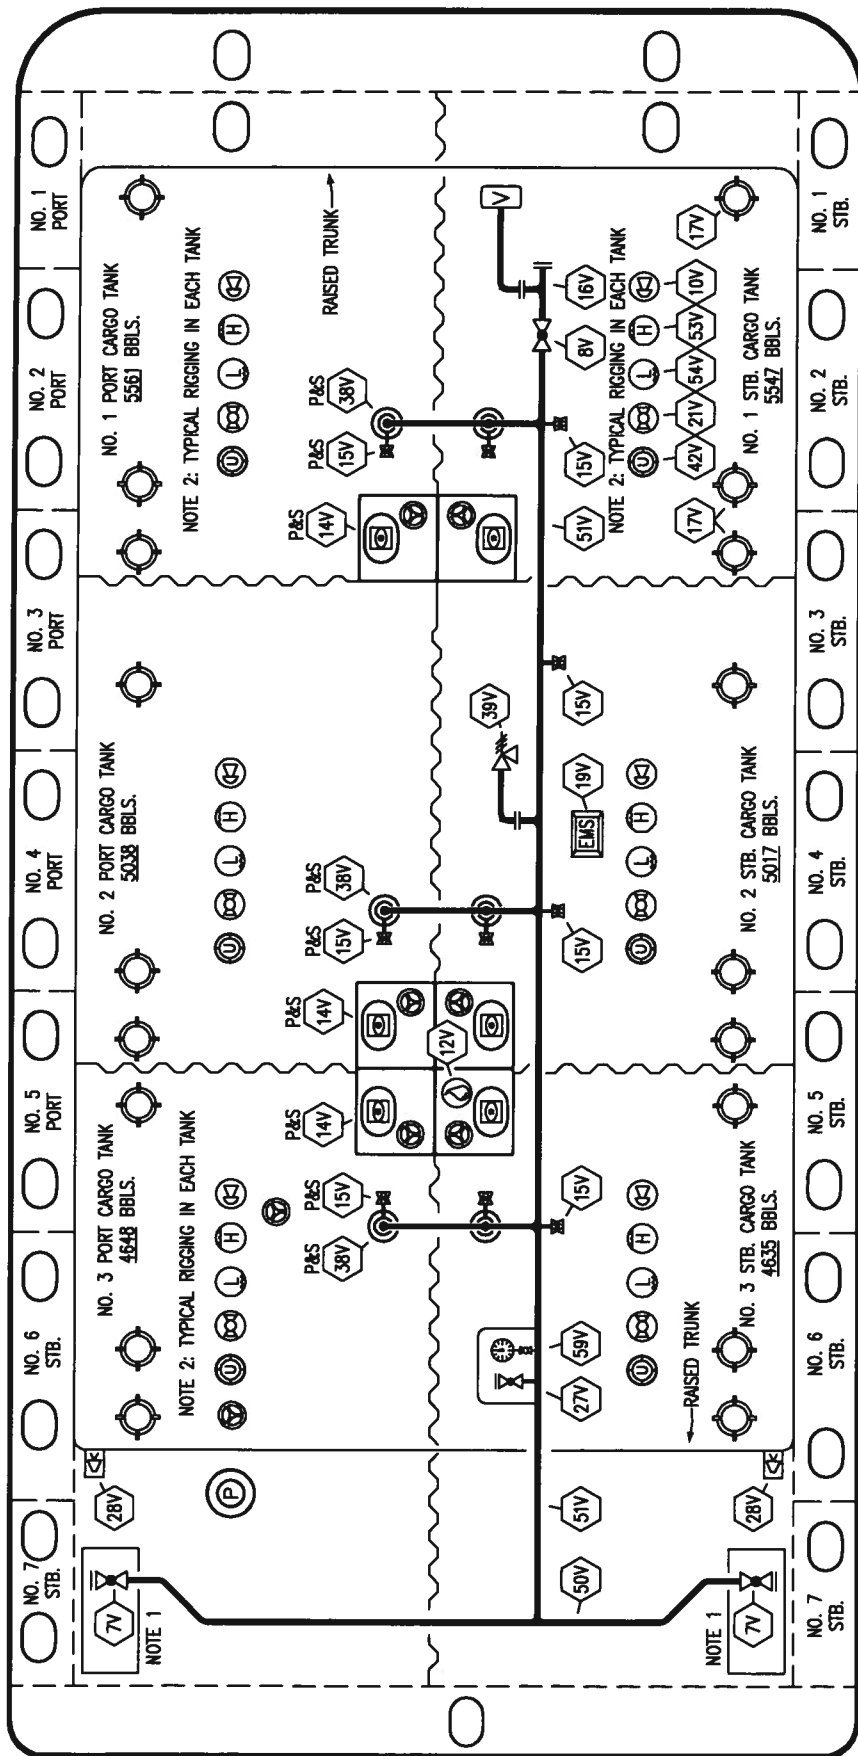 NO. 7
STB.
NO. 6
STB.
NO. 5
PORT
NO. 4
PORT
NO. 3
PORT
NO. 2
PORT
NO. 1
PORT
7V
NOTE 1
28V
P
NO. 3 PORT CARGO TANK
4648 BBLS.
NOTE 2: TYPICAL RIGGING IN EACH TANK
U
L
H
NO. 2 PORT CARGO TANK
5038 BBLS.
U
L
H
NO. 1 PORT CARGO TANK
5561 BBLS.
NOTE 2: TYPICAL RIGGING IN EACH TANK
U
L
H
RAISED TRUNK
P&S
38V
P&S
15V
P&S
14V
P&S
14V
P&S
15V
P&S
38V
P&S
14V
P&S
15V
P&S
38V
12V
39V
V
50V
51V
27V
59V
15V
15V
EMS
19V
15V
51V
15V
8V
16V
NOTE 2: TYPICAL RIGGING IN EACH TANK
U
L
H
U
L
H
U
L
H
42V
21V
54V
53V
10V
17V
17V
RAISED TRUNK
NO. 3 STB. CARGO TANK
4635 BBLS.
NO. 2 STB. CARGO TANK
5017 BBLS.
NO. 1 STB. CARGO TANK
5547 BBLS.
NOTE 1
7V
28V
NO. 7
STB.
NO. 6
STB.
NO. 5
STB.
NO. 4
STB.
NO. 3
STB.
NO. 2
STB.
NO. 1
STB.